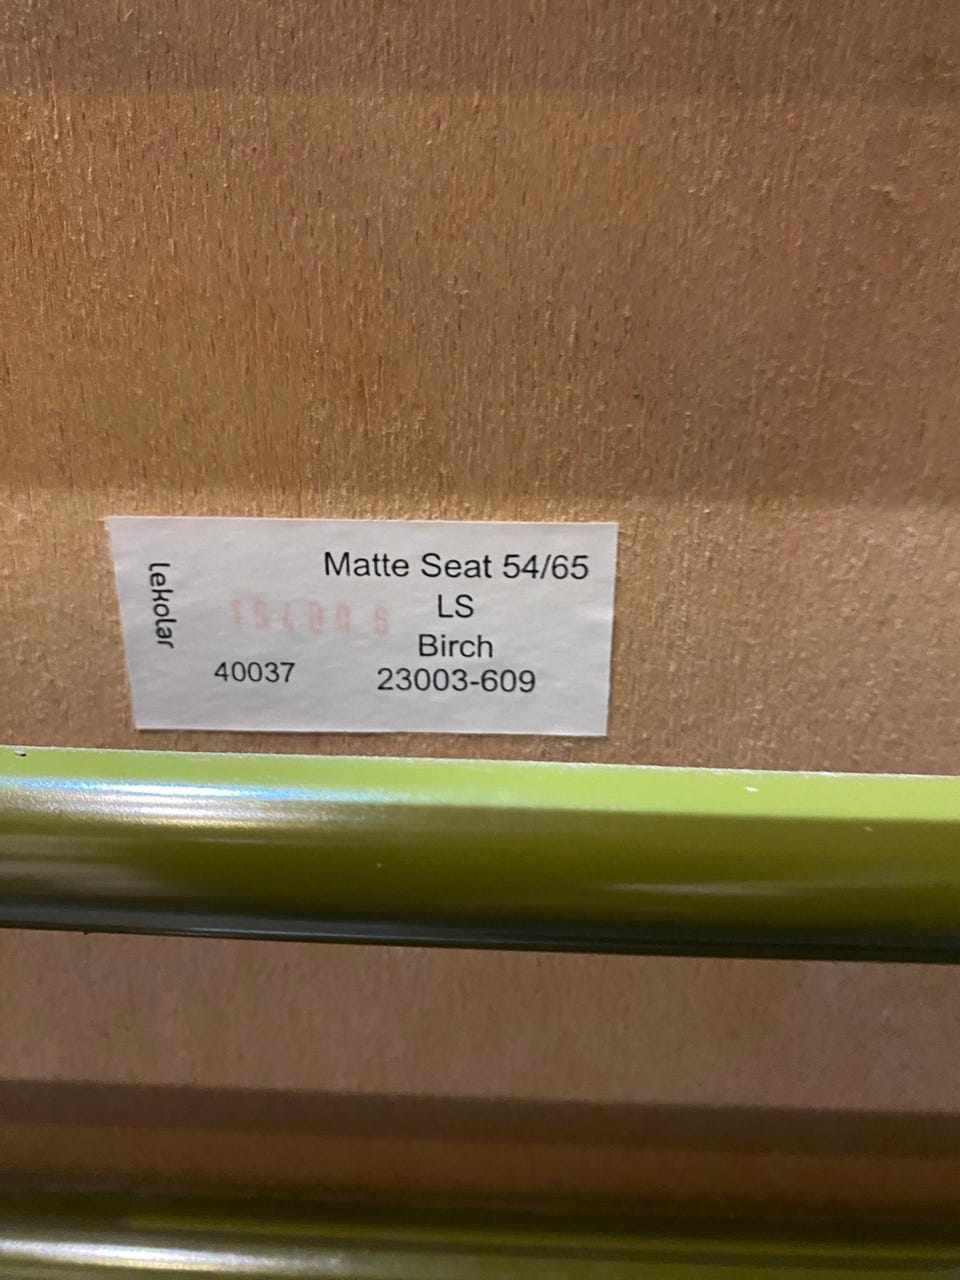 lekolar
Matte Seat 54/65
LS
Birch
40037
23003-609